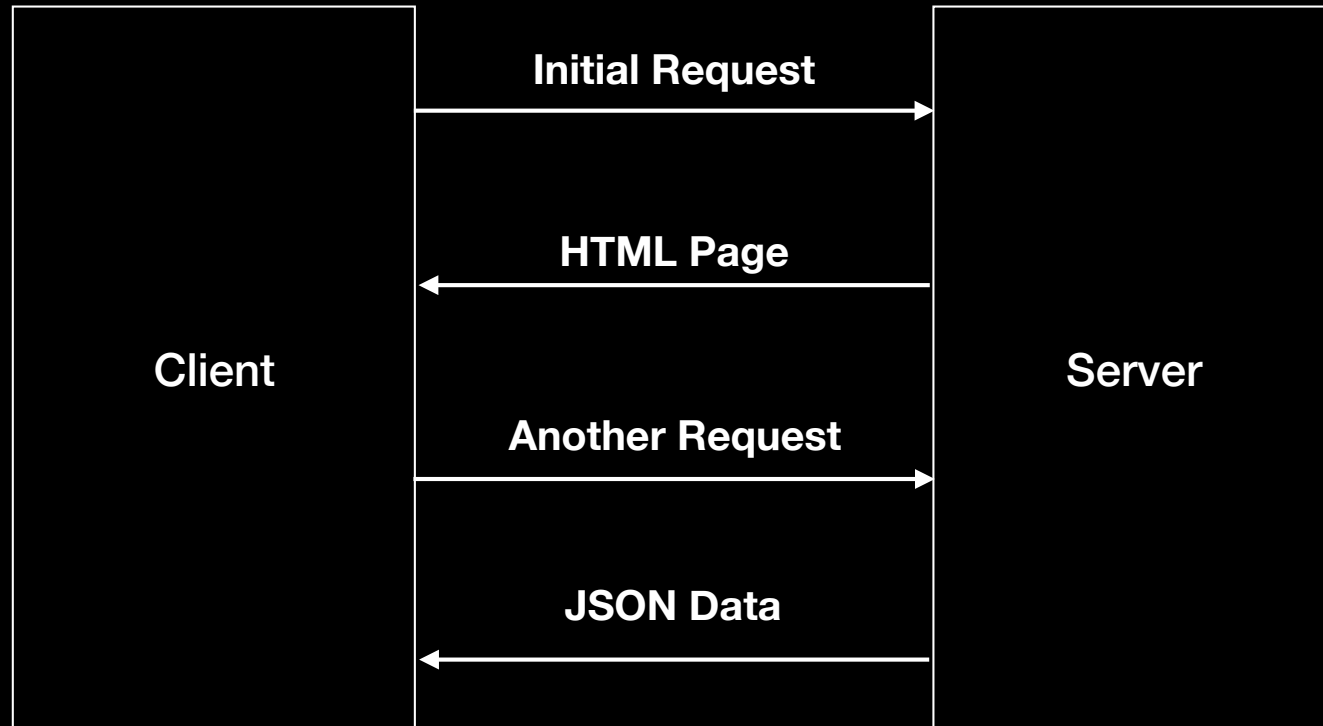 Initial Request
HTML Page
Client
Server
Another Request
JSON Data